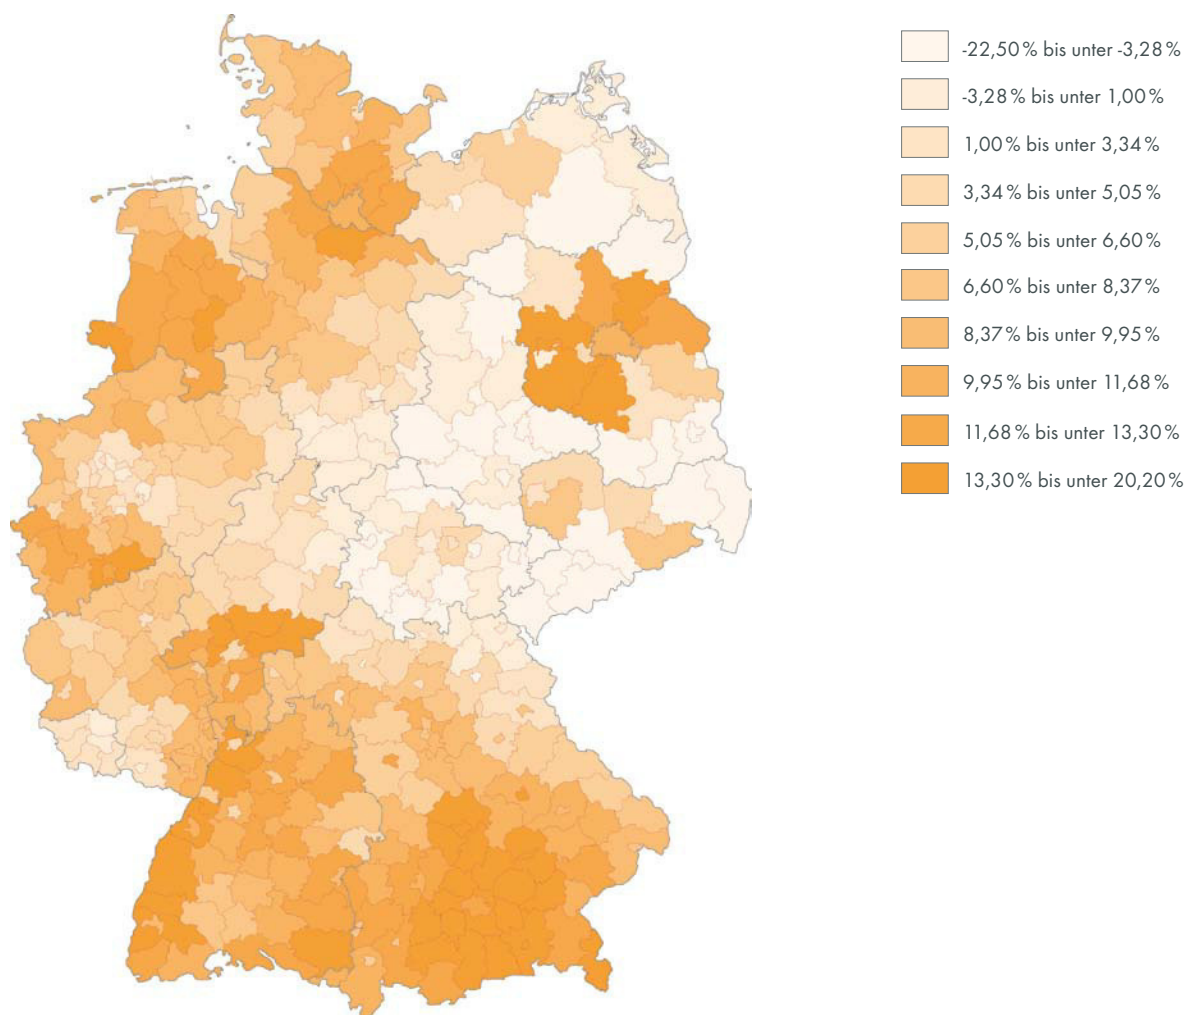 -22,50 % bis unter -3,28 %
-3,28 % bis unter 1,00 %
1,00 % bis unter 3,34 %
3,34 % bis unter 5,05 %
5,05 % bis unter 6,60 %
6,60 % bis unter 8,37 %
8,37 % bis unter 9,95 %
9,95 % bis unter 11,68 %
11,68 % bis unter 13,30 %
13,30 % bis unter 20,20 %